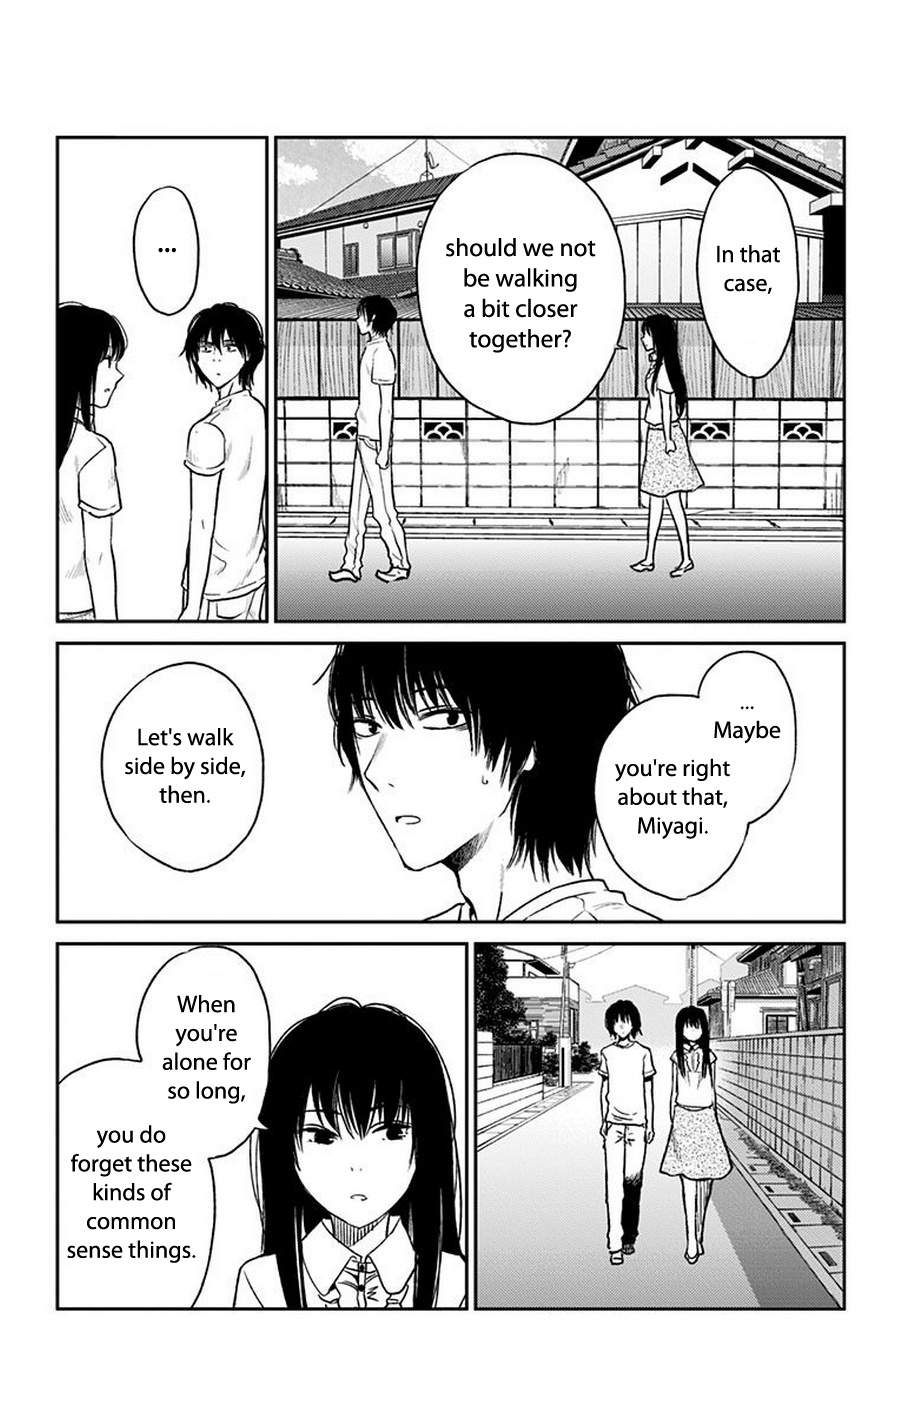 In that
case,
should we not
be walking
a bit closer
together?
...
...
Maybe
you're right
about that,
Miyagi.
Let's walk
side by side,
then.
When
you're
alone for
so long,
you do
forget these
kinds of
common
sense things.